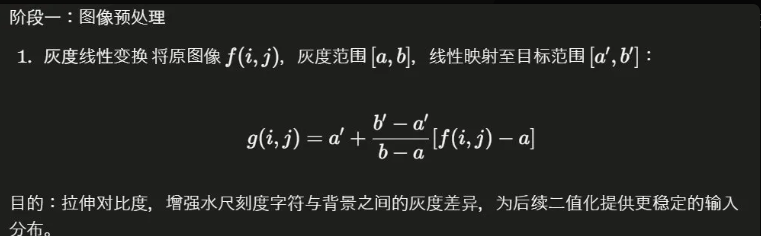 阶段一：图像预处理
1. 灰度线性变换 将原图像 f(i,j)，灰度范围 [a,b]，线性映射至目标范围 [a′,b′]：
g(i,j) = a′ + \frac{b′ − a′}{b − a}[f(i,j) − a]
目的：拉伸对比度，增强水尺刻度字符与背景之间的灰度差异，为后续二值化提供更稳定的输入
分布。